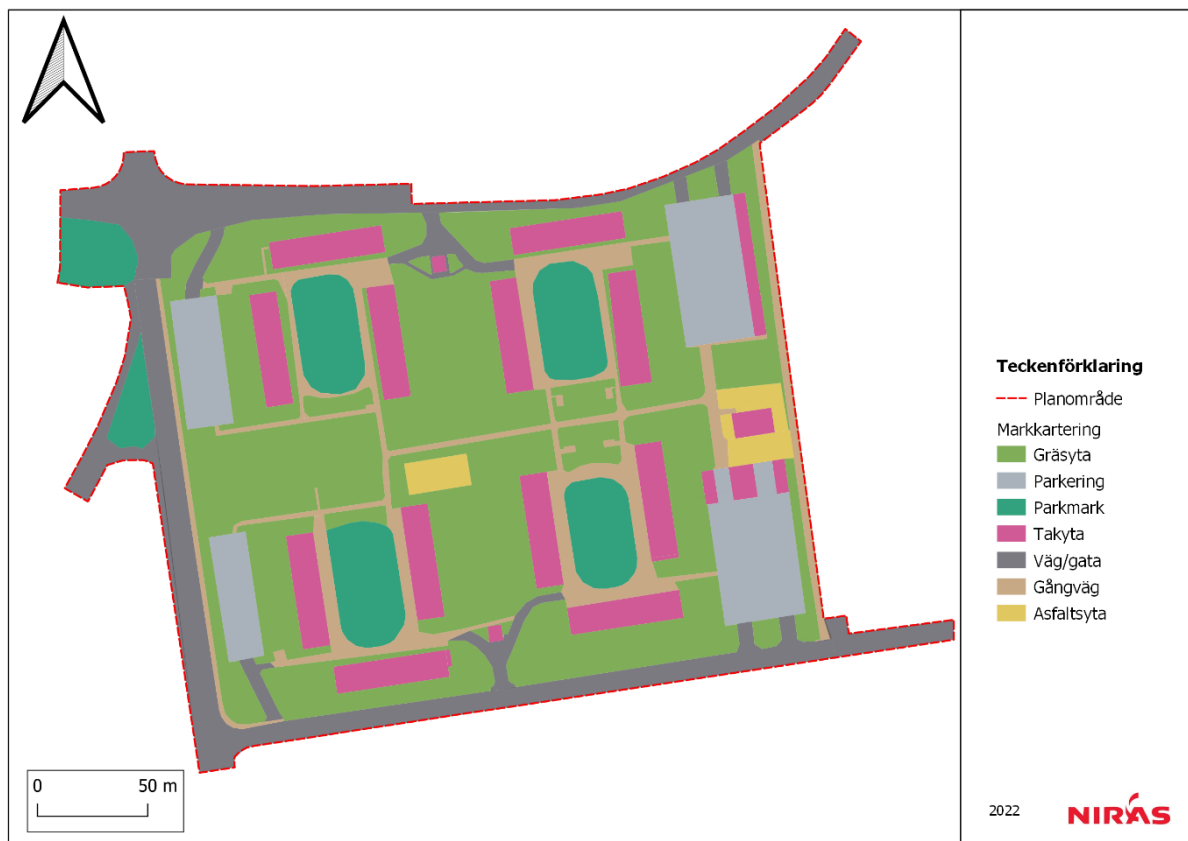 Teckenförklaring
Planområde
Markkartering
Gräsyta
Parkering
Parkmark
Takyta
Väg/gata
Gångväg
Asfaltsyta
0 50 m
2022
NIRAS